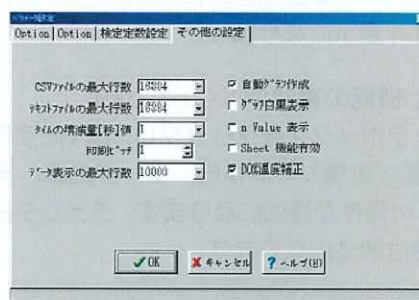 Option | Option | 検定定数設定 その他の設定
CSVファイルの最大行数 16384
テキストファイルの最大行数 16384
タイムの増減量[秒]値 1
印刷ピッチ 1
データ表示の最大行数 10000
自動グラフ作成
グラフ白黒表示
n Value 表示
Sheet 機能有効
DO値温度補正
OK
キャンセル
ヘルプ(H)